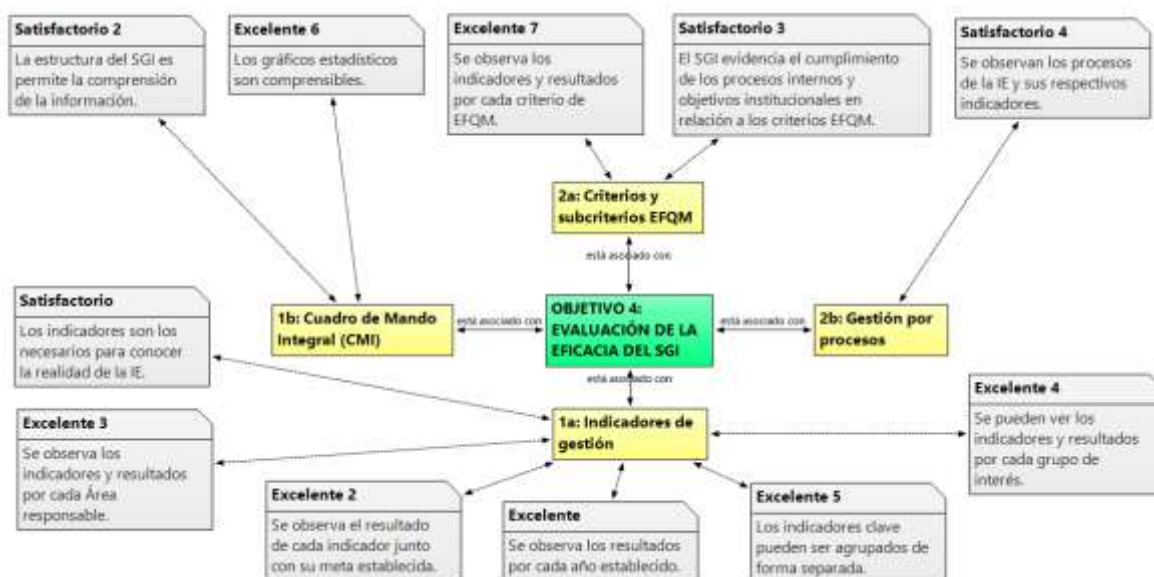 Satisfactorio 2
La estructura del SGI es
permite la comprensión
de la información.
Excelente 6
Los gráficos estadísticos
son comprensibles.
Excelente 7
Se observa los
indicadores y resultados
por cada criterio de
EFQM.
Satisfactorio 3
El SGI evidencia el cumplimiento
de los procesos internos y
objetivos institucionales en
relación a los criterios EFQM.
Satisfactorio 4
Se observan los procesos
de la IE y sus respectivos
indicadores.
2a: Criterios y
subcriterios EFQM
está asociado con
Satisfactorio
Los indicadores son los
necesarios para conocer
la realidad de la IE.
1b: Cuadro de Mando
Integral (CMI)
está asociado con
OBJETIVO 4:
EVALUACIÓN DE LA
EFICACIA DEL SGI
está asociado con
2b: Gestión por
procesos
está asociado con
1a: Indicadores de
gestión
Excelente 3
Se observa los
indicadores y resultados
por cada Área
responsable.
Excelente 4
Se pueden ver los
indicadores y resultados
por cada grupo de
interés.
Excelente 2
Se observa el resultado
de cada indicador junto
con su meta establecida.
Excelente
Se observa los resultados
por cada año establecido.
Excelente 5
Los indicadores clave
pueden ser agrupados de
forma separada.